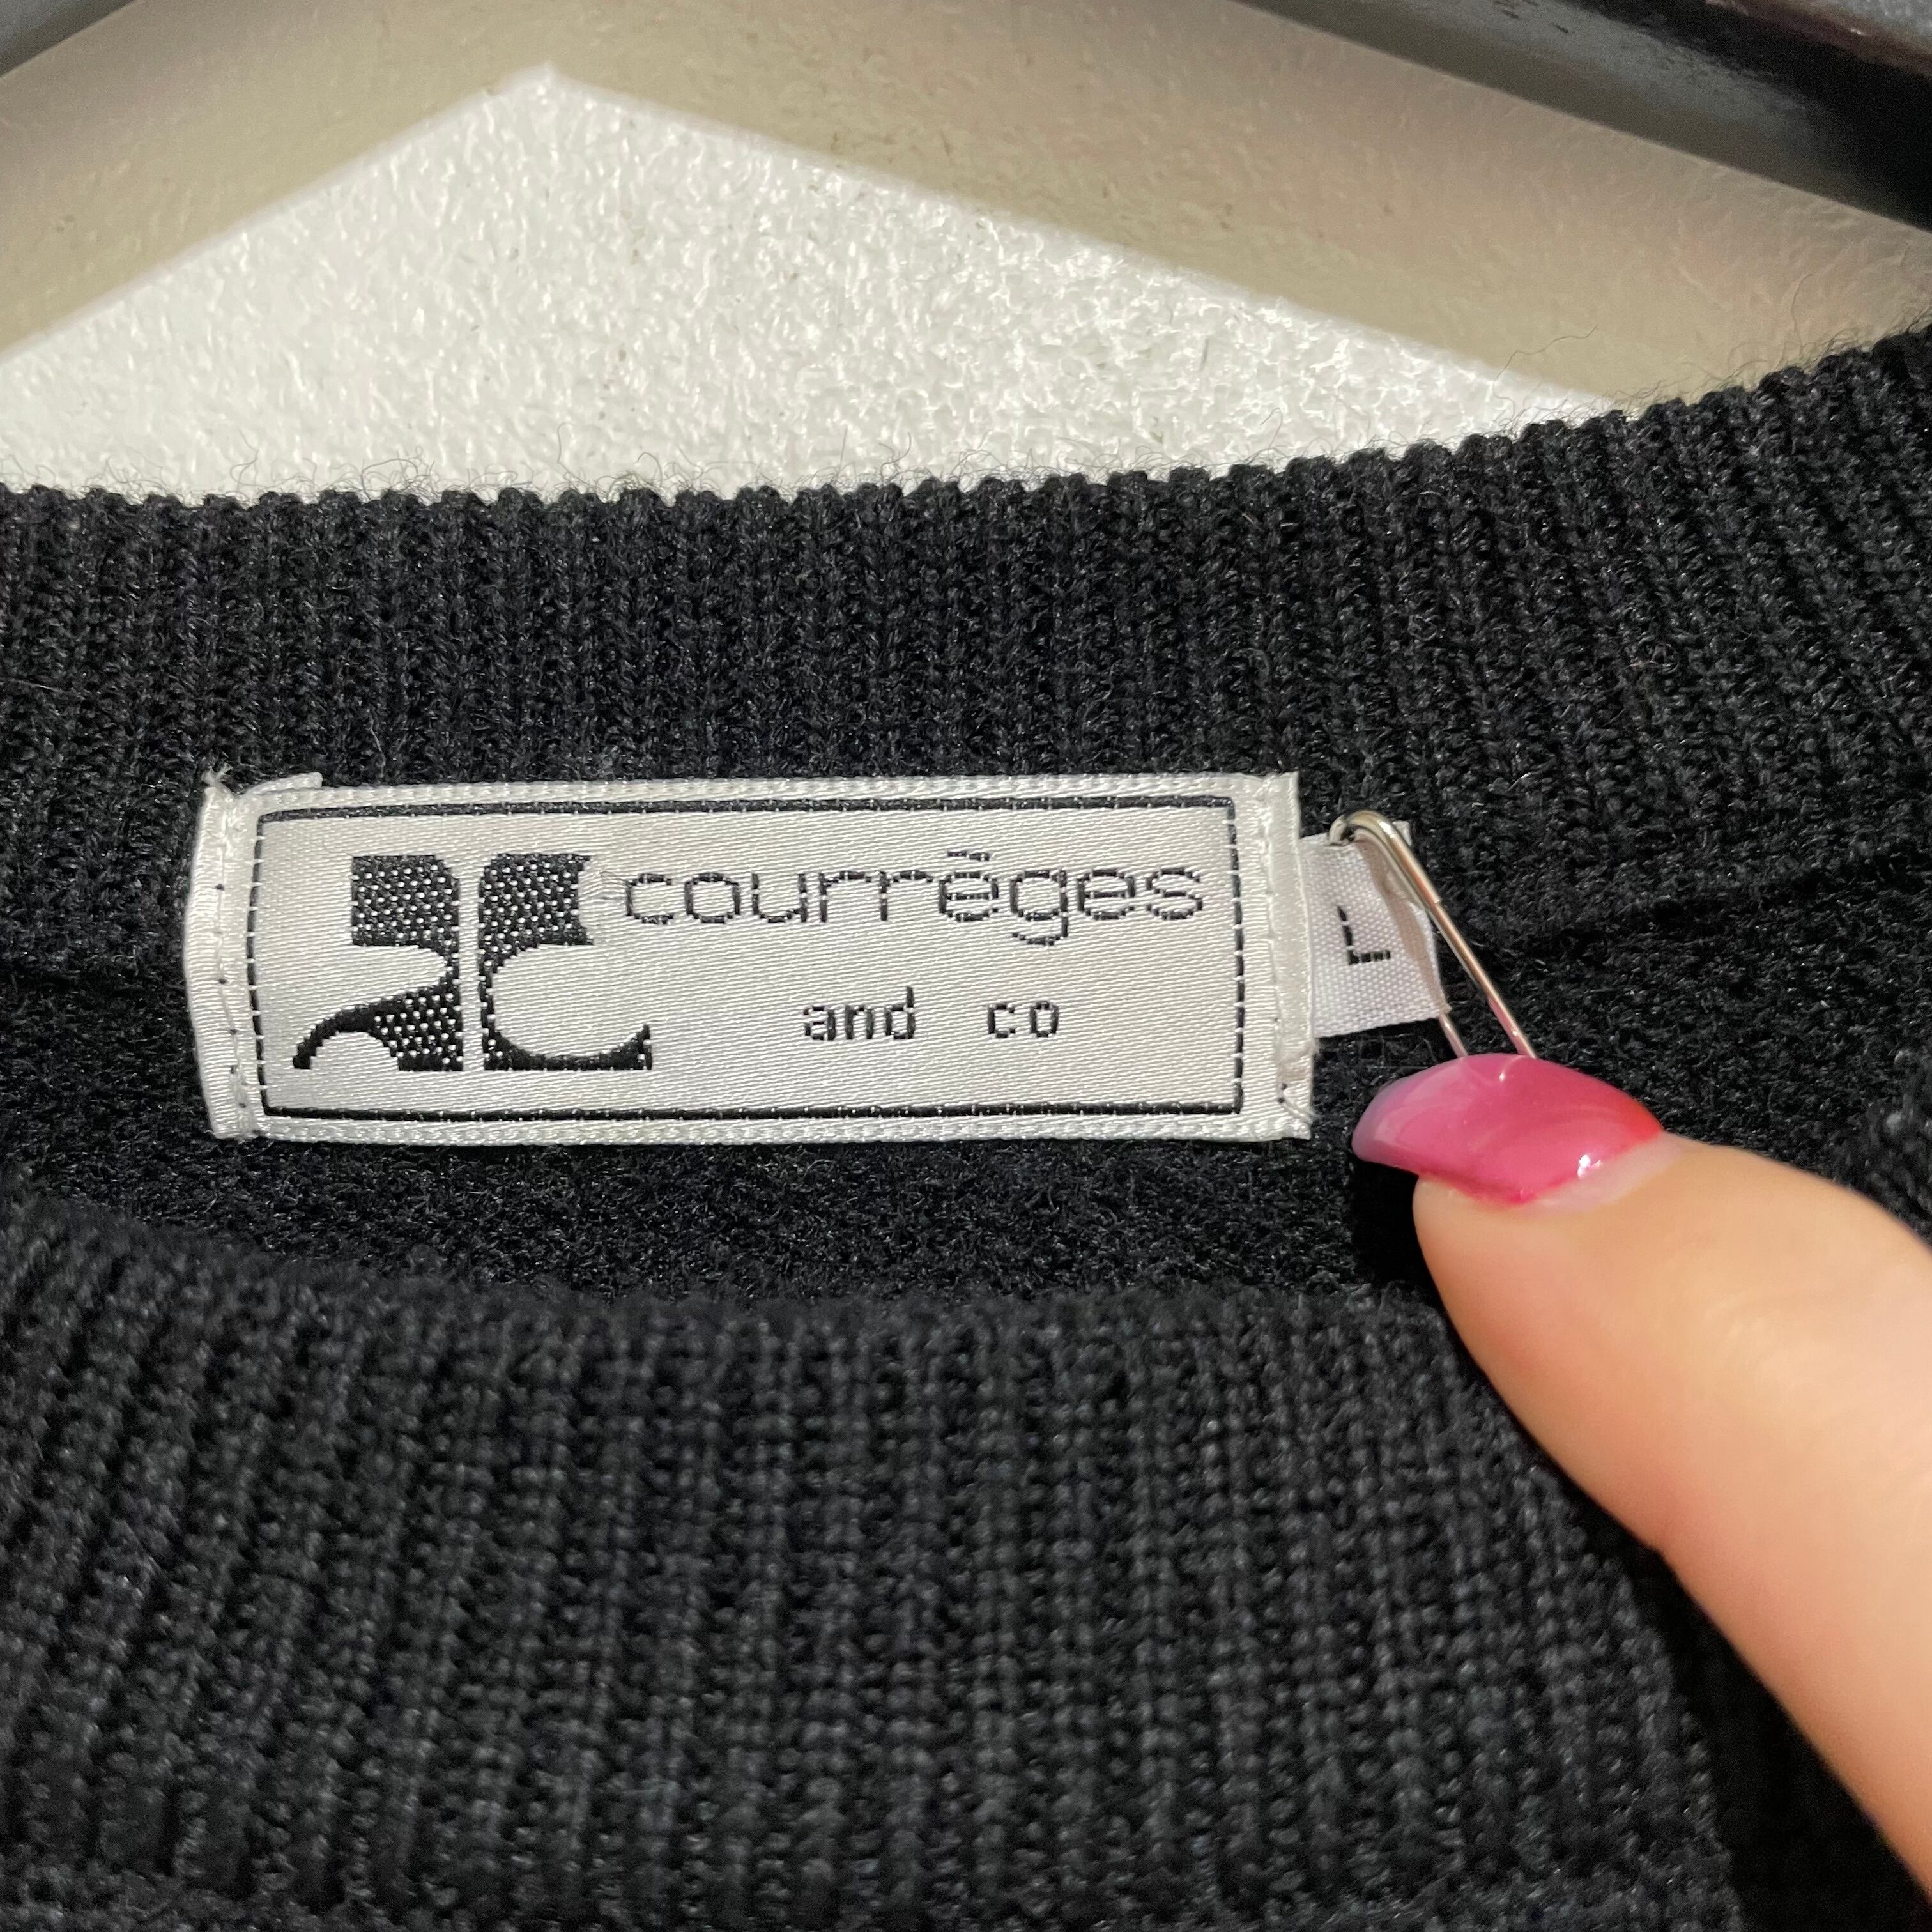 courrèges
and co
L